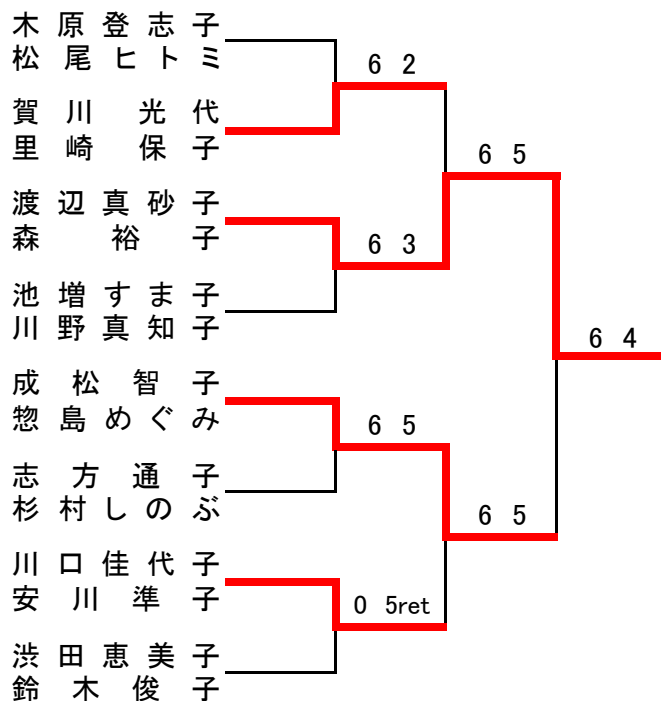 木原登志子
松尾ヒトミ
6 2
賀川光代
里崎保子
6 5
渡辺真砂子
森裕子
6 3
池増すま子
川野真知子
6 4
成松智子
惣島めぐみ
6 5
志方通子
杉村しのぶ
6 5
川口佳代子
安川準子
0 5ret
渋田恵美子
鈴木俊子